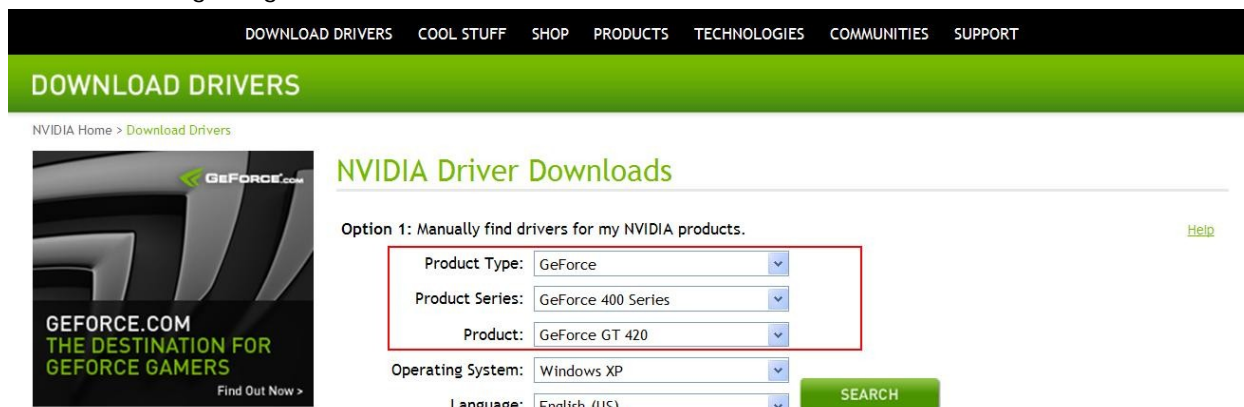 DOWNLOAD DRIVERS COOL STUFF SHOP PRODUCTS TECHNOLOGIES COMMUNITIES SUPPORT
DOWNLOAD DRIVERS
NVIDIA Home > Download Drivers
GEFORCE.COM
GEFORCE.COM
THE DESTINATION FOR
GEFORCE GAMERS
Find Out Now >
NVIDIA Driver Downloads
Option 1: Manually find drivers for my NVIDIA products.
Help
Product Type: GeForce
Product Series: GeForce 400 Series
Product: GeForce GT 420
Operating System: Windows XP
Language: English (US)
SEARCH